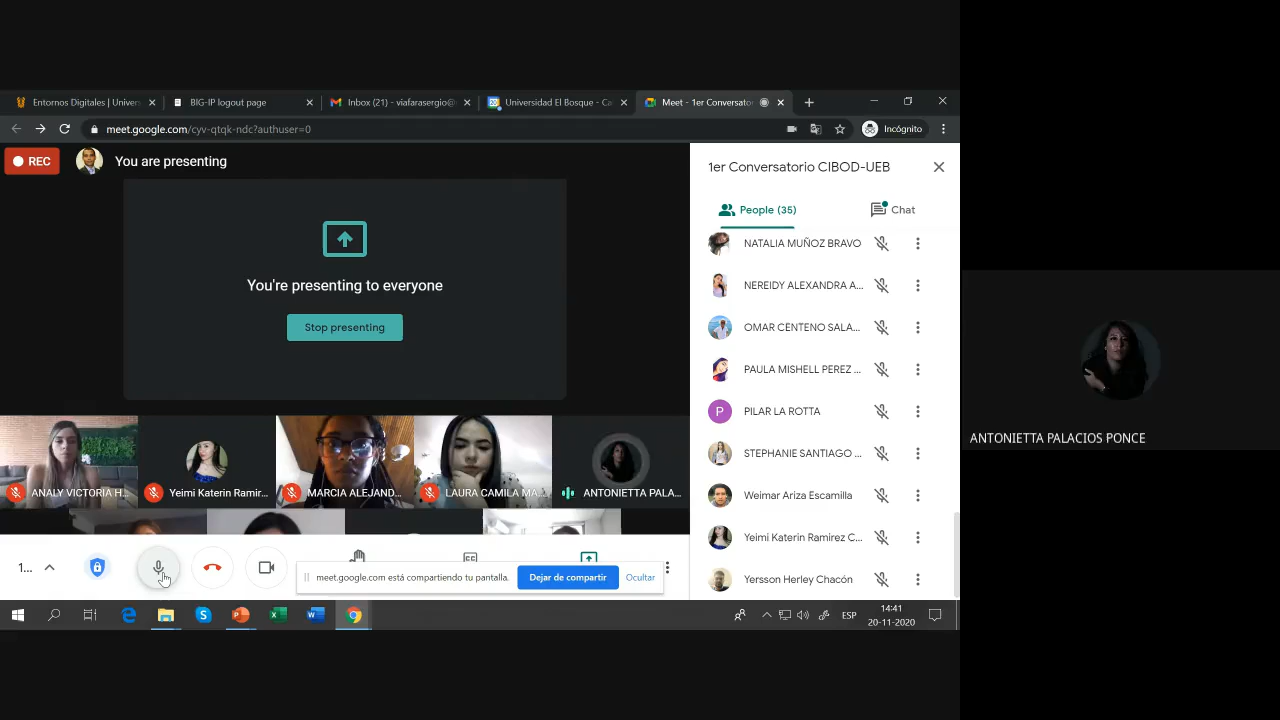 Entornos Digitales | Univers
BIG-IP logout page
Inbox (21) - viafarasergio@
Universidad El Bosque - Ca
Meet - 1er Conversator
meet.google.com/cyv-qtqk-ndc?authuser=0
Incógnito
REC
You are presenting
1er Conversatorio CIBOD-UEB
People (35)
Chat
You're presenting to everyone
Stop presenting
NATALIA MUÑOZ BRAVO
NEREIDY ALEXANDRA A...
OMAR CENTENO SALA...
PAULA MISHELL PEREZ ...
P
PILAR LA ROTTA
STEPHANIE SANTIAGO ...
Weimar Ariza Escamilla
Yeimi Katerin Ramirez C...
Yersson Herley Chacón
ANALY VICTORIA H...
Yeimi Katerin Ramir...
MARCIA ALEJAND...
LAURA CAMILA MA...
ANTONIETTA PALA...
1...
meet.google.com está compartiendo tu pantalla.
Dejar de compartir
Ocultar
ESP
14:41
20-11-2020
ANTONIETTA PALACIOS PONCE